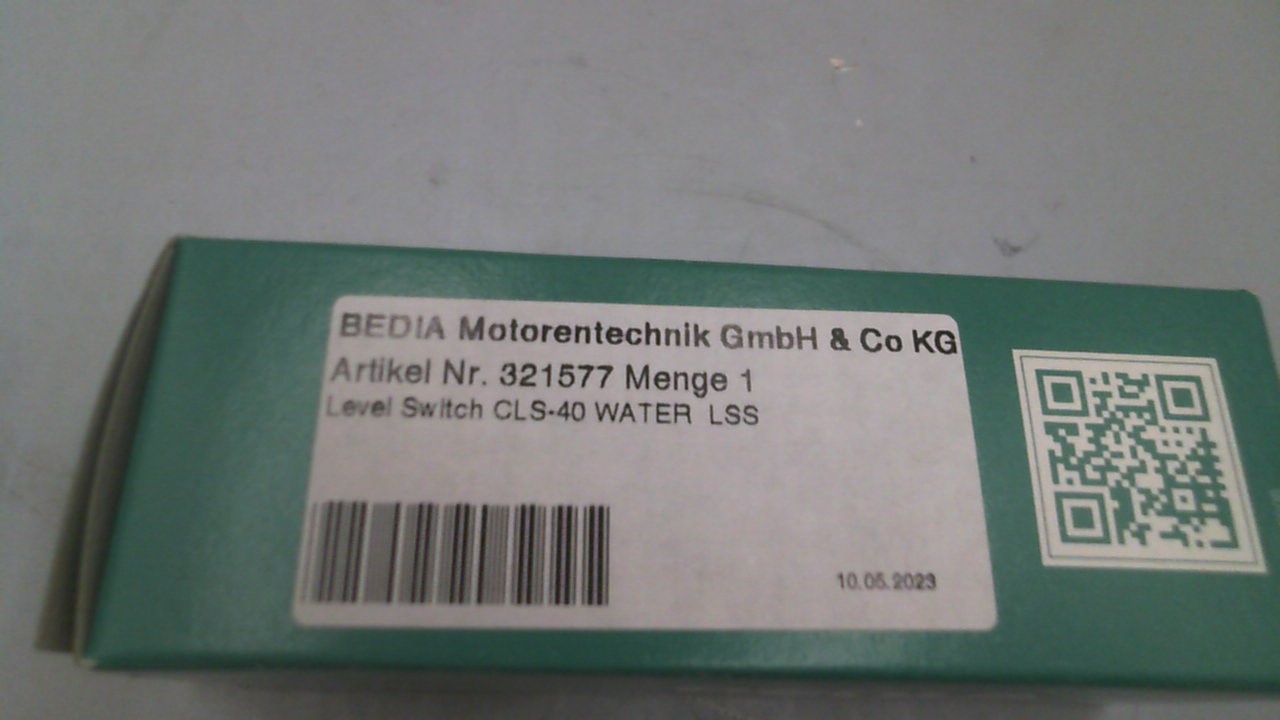 BEDIA Motorentechnik GmbH & Co KG
Artikel Nr. 321577 Menge 1
Level Switch CLS-40 WATER LSS
10.05.2023